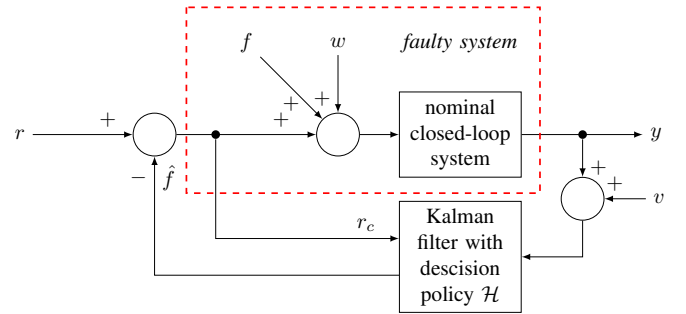 f
w
faulty system
+
+
r
+
+
nominal
closed-loop
system
y
−
f̂
+
+
v
r_c
Kalman
filter with
descision
policy ℋ